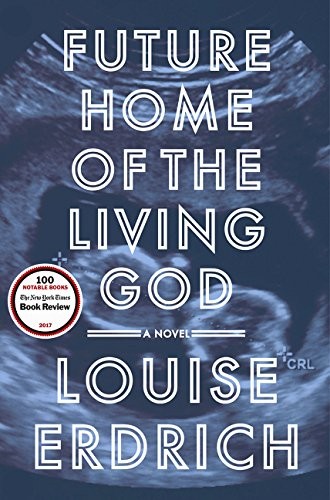 FUTURE
HOME
OF THE
LIVING
GOD
100
NOTABLE BOOKS
The New York Times
Book Review
2017
A NOVEL
LOUISE
CRL
ERDRICH